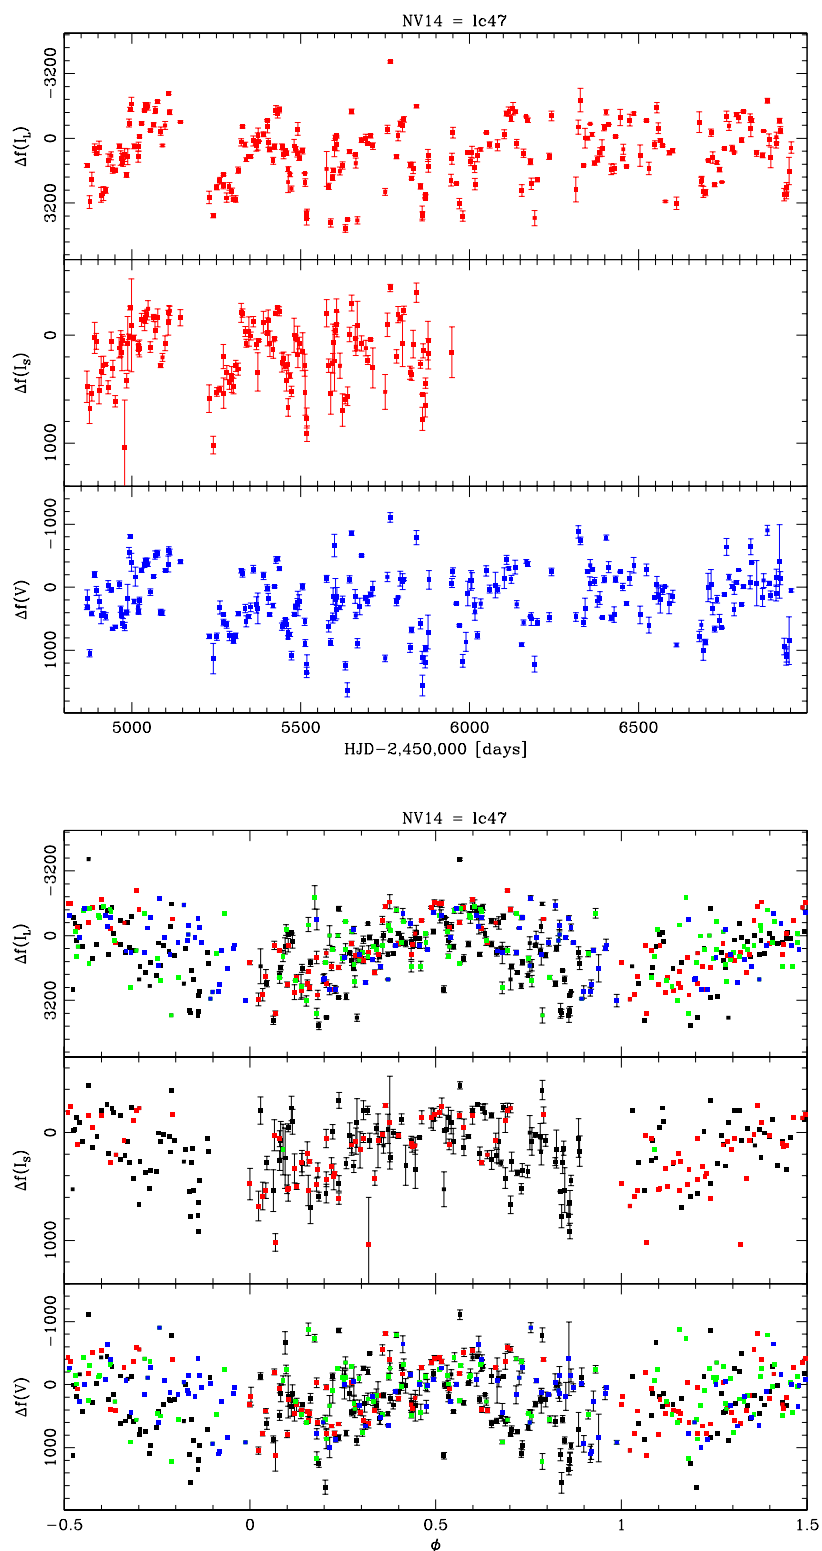 NV14 = lc47
−3200
0
3200
Δf(I_L)
0
1000
Δf(I_S)
−1000
0
1000
Δf(V)
5000 5500 6000 6500
HJD−2,450,000 [days]
NV14 = lc47
−3200
0
3200
Δf(I_L)
0
1000
Δf(I_S)
−1000
0
1000
Δf(V)
−0.5 0 0.5 1 1.5
ϕ